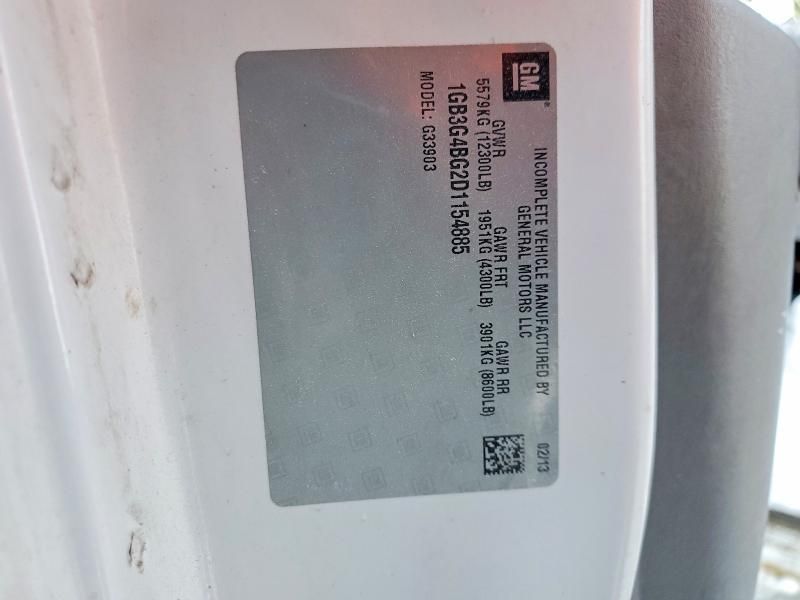 GM
INCOMPLETE VEHICLE MANUFACTURED BY
GENERAL MOTORS LLC
02/13
GVWR GAWR FRT GAWR RR
5579KG (12300LB) 1951KG (4300LB) 3901KG (8600LB)
1GB3G4BG2D1154885
MODEL: G33903